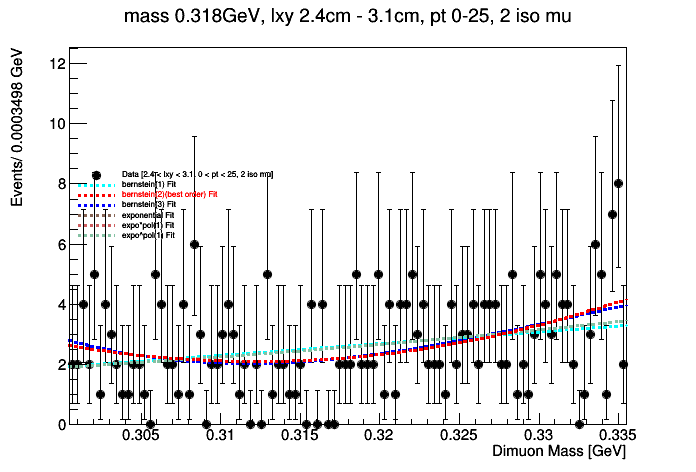 mass 0.318GeV, lxy 2.4cm - 3.1cm, pt 0-25, 2 iso mu
Events/ 0.0003498 GeV
12
10
8
6
4
2
0
Data [2.4 < lxy < 3.1, 0 < pt < 25, 2 iso mu]
bernstein(1) Fit
bernstein(2)(best order) Fit
bernstein(3) Fit
exponential Fit
expo*pol(1) Fit
expo^pol(1) Fit
0.305 0.31 0.315 0.32 0.325 0.33 0.335
Dimuon Mass [GeV]